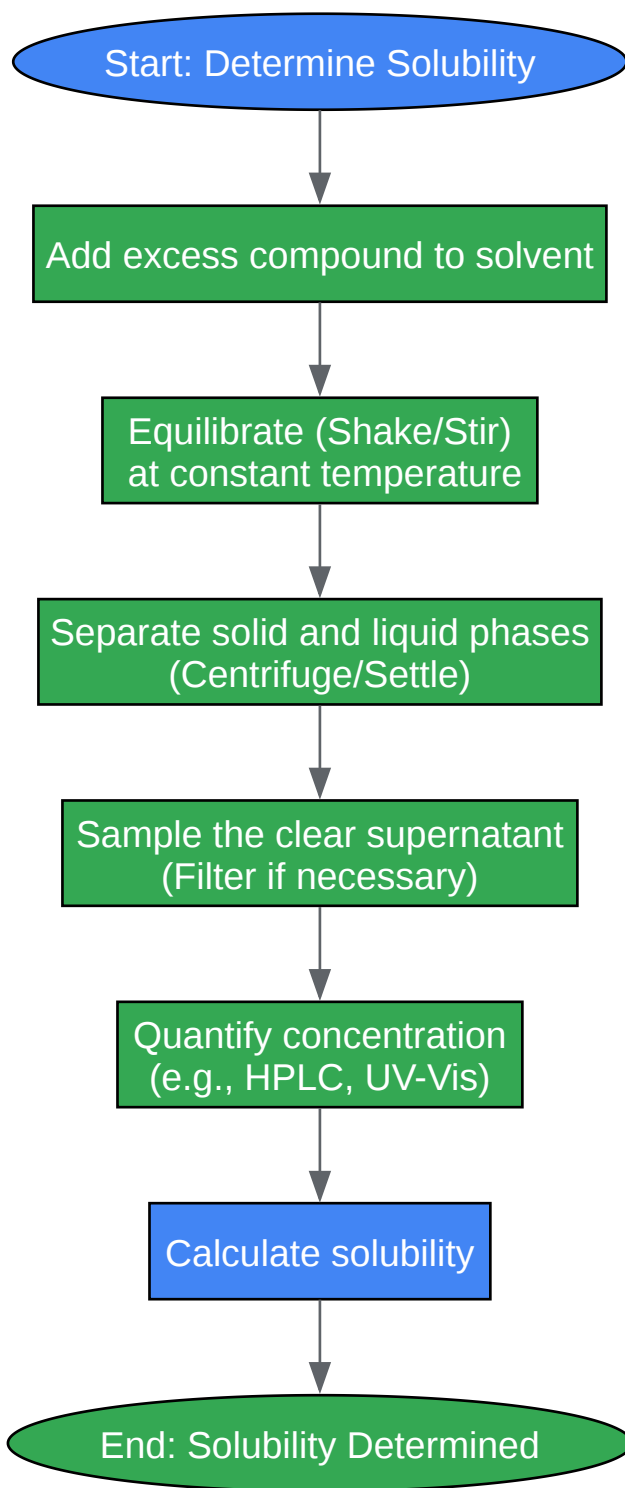 Start: Determine Solubility
Add excess compound to solvent
Equilibrate (Shake/Stir)
at constant temperature
Separate solid and liquid phases
(Centrifuge/Settle)
Sample the clear supernatant
(Filter if necessary)
Quantify concentration
(e.g., HPLC, UV-Vis)
Calculate solubility
End: Solubility Determined